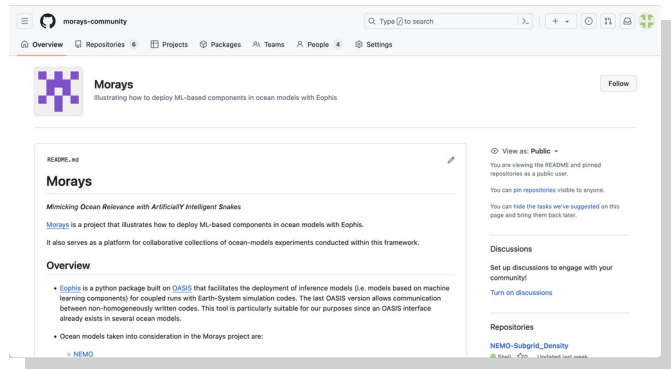 morays-community
Type / to search
Overview
Repositories 6
Projects
Packages
Teams
People 4
Settings
Morays
Illustrating how to deploy ML-based components in ocean models with Eophis
Follow
README.md
Morays
Mimicking Ocean Relevance with ArtificiallY Intelligent Snakes
Morays is a project that illustrates how to deploy ML-based components in ocean models with Eophis.
It also serves as a platform for collaborative collections of ocean-models experiments conducted within this framework.
Overview
• Eophis is a python package built on OASIS that facilitates the deployment of inference models (i.e. models based on machine
learning components) for coupled runs with Earth-System simulation codes. The last OASIS version allows communication
between non-homogeneously written codes. This tool is particularly suitable for our purposes since an OASIS interface
already exists in several ocean models.
• Ocean models taken into consideration in the Morays project are:
○ NEMO
View as: Public
You are viewing the README and pinned
repositories as a public user.
You can pin repositories visible to anyone.
You can hide the tasks we've suggested on this
page and bring them back later.
Discussions
Set up discussions to engage with your
community!
Turn on discussions
Repositories
NEMO-Subgrid_Density
Shell 0 Updated last week